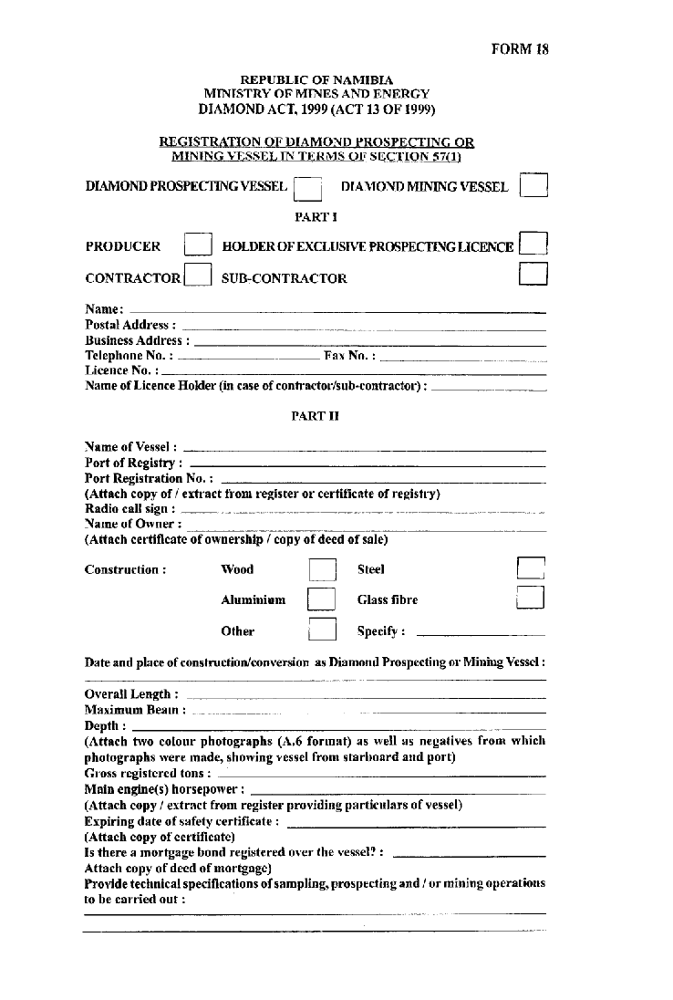 FORM 18
REPUBLIC OF NAMIBIA
MINISTRY OF MINES AND ENERGY
DIAMOND ACT, 1999 (ACT 13 OF 1999)
REGISTRATION OF DIAMOND PROSPECTING OR
MINING VESSEL IN TERMS OF SECTION 57(1)
DIAMOND PROSPECTING VESSEL DIAMOND MINING VESSEL
PART I
PRODUCER HOLDER OF EXCLUSIVE PROSPECTING LICENCE
CONTRACTOR SUB-CONTRACTOR
Name:
Postal Address :
Business Address :
Telephone No. : Fax No. :
Licence No. :
Name of Licence Holder (in case of contractor/sub-contractor) :
PART II
Name of Vessel :
Port of Registry :
Port Registration No. :
(Attach copy of / extract from register or certificate of registry)
Radio call sign :
Name of Owner :
(Attach certificate of ownership / copy of deed of sale)
Construction : Wood Steel
Aluminium Glass fibre
Other Specify :
Date and place of construction/conversion as Diamond Prospecting or Mining Vessel :
Overall Length :
Maximum Beam :
Depth :
(Attach two colour photographs (A.6 format) as well as negatives from which
photographs were made, showing vessel from starboard and port)
Gross registered tons :
Main engine(s) horsepower :
(Attach copy / extract from register providing particulars of vessel)
Expiring date of safety certificate :
(Attach copy of certificate)
Is there a mortgage bond registered over the vessel? :
Attach copy of deed of mortgage)
Provide technical specifications of sampling, prospecting and / or mining operations
to be carried out :